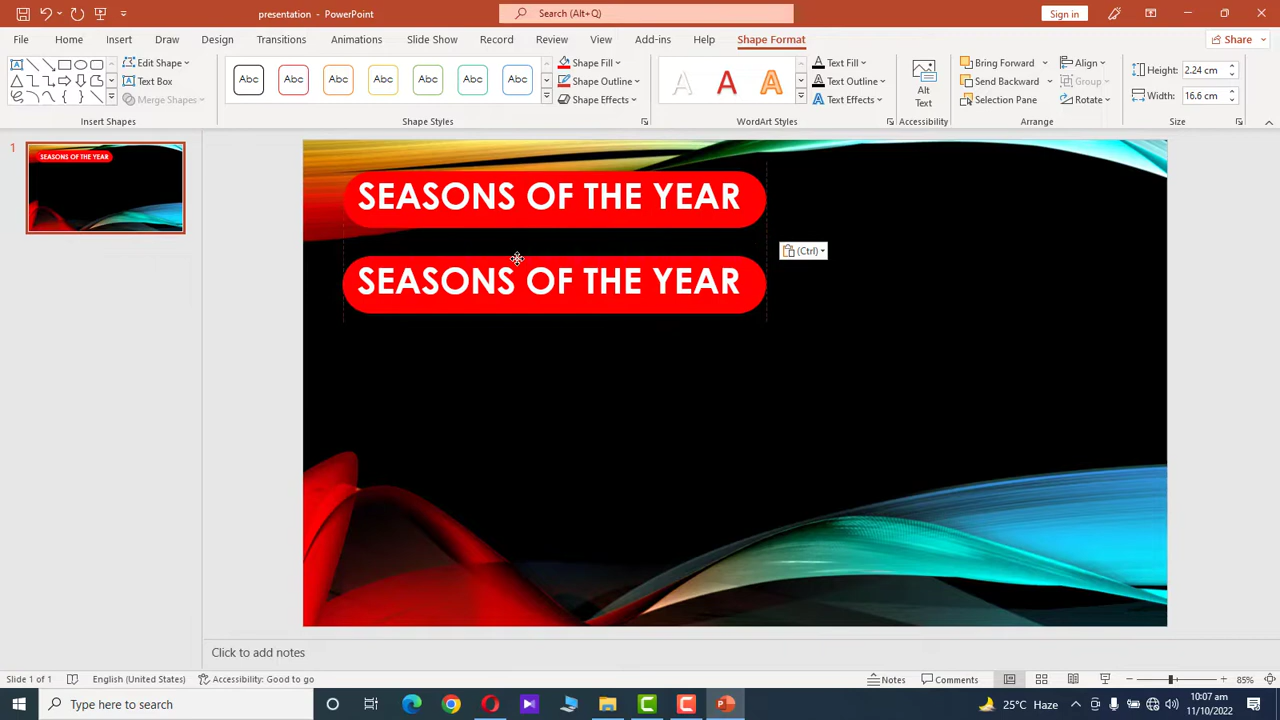 presentation - PowerPoint
Search (Alt+Q)
Sign in
File Home Insert Draw Design Transitions Animations Slide Show Record Review View Add-ins Help Shape Format
Share
Edit Shape
Text Box
Merge Shapes
Insert Shapes
Abc Abc Abc Abc Abc Abc Abc
Shape Fill
Shape Outline
Shape Effects
Shape Styles
A A A
Text Fill
Text Outline
Text Effects
WordArt Styles
Alt
Text
Accessibility
Bring Forward
Send Backward
Selection Pane
Align
Group
Rotate
Arrange
Height: 2.24 cm
Width: 16.6 cm
Size
1
SEASONS OF THE YEAR
SEASONS OF THE YEAR
SEASONS OF THE YEAR
(Ctrl)
Click to add notes
Slide 1 of 1 English (United States) Accessibility: Good to go Notes Comments 85%
Type here to search
25°C Haze
10:07 am
11/10/2022